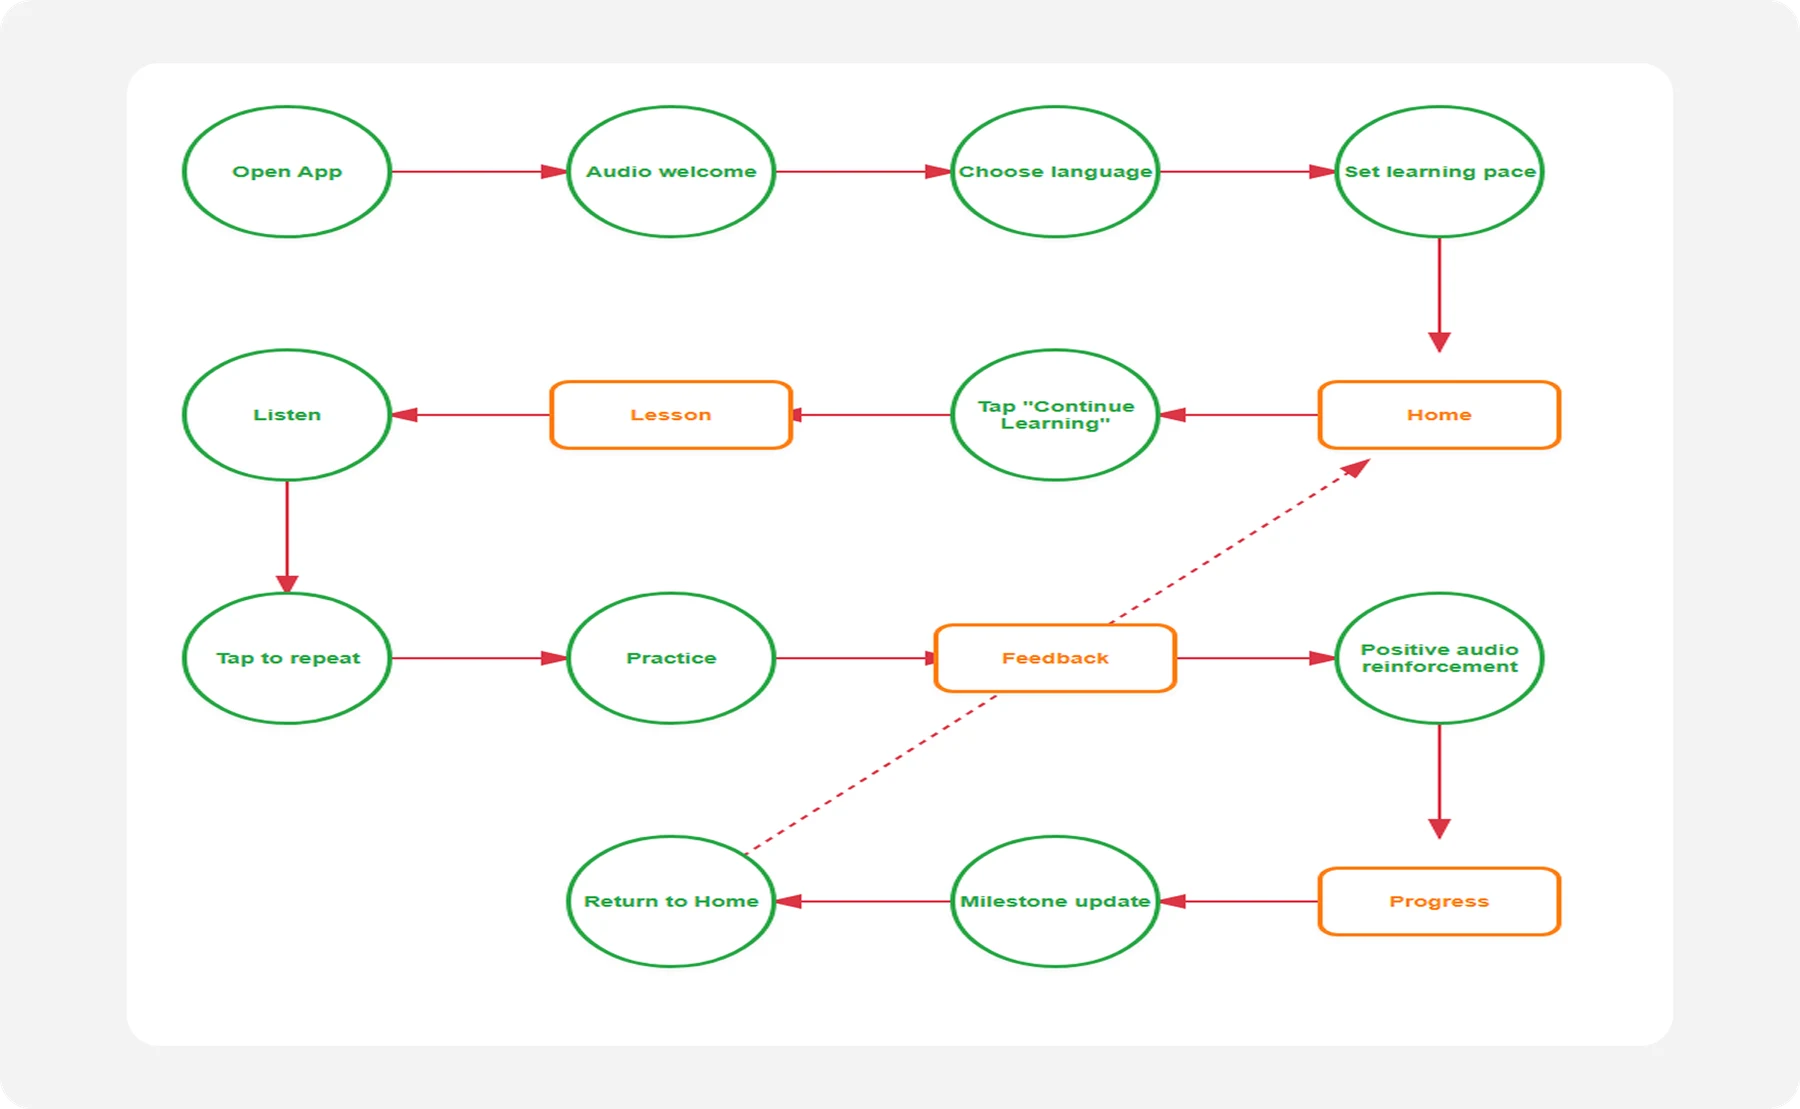 Open App
Audio welcome
Choose language
Set learning pace
Listen
Lesson
Tap "Continue
Learning"
Home
Tap to repeat
Practice
Feedback
Positive audio
reinforcement
Return to Home
Milestone update
Progress